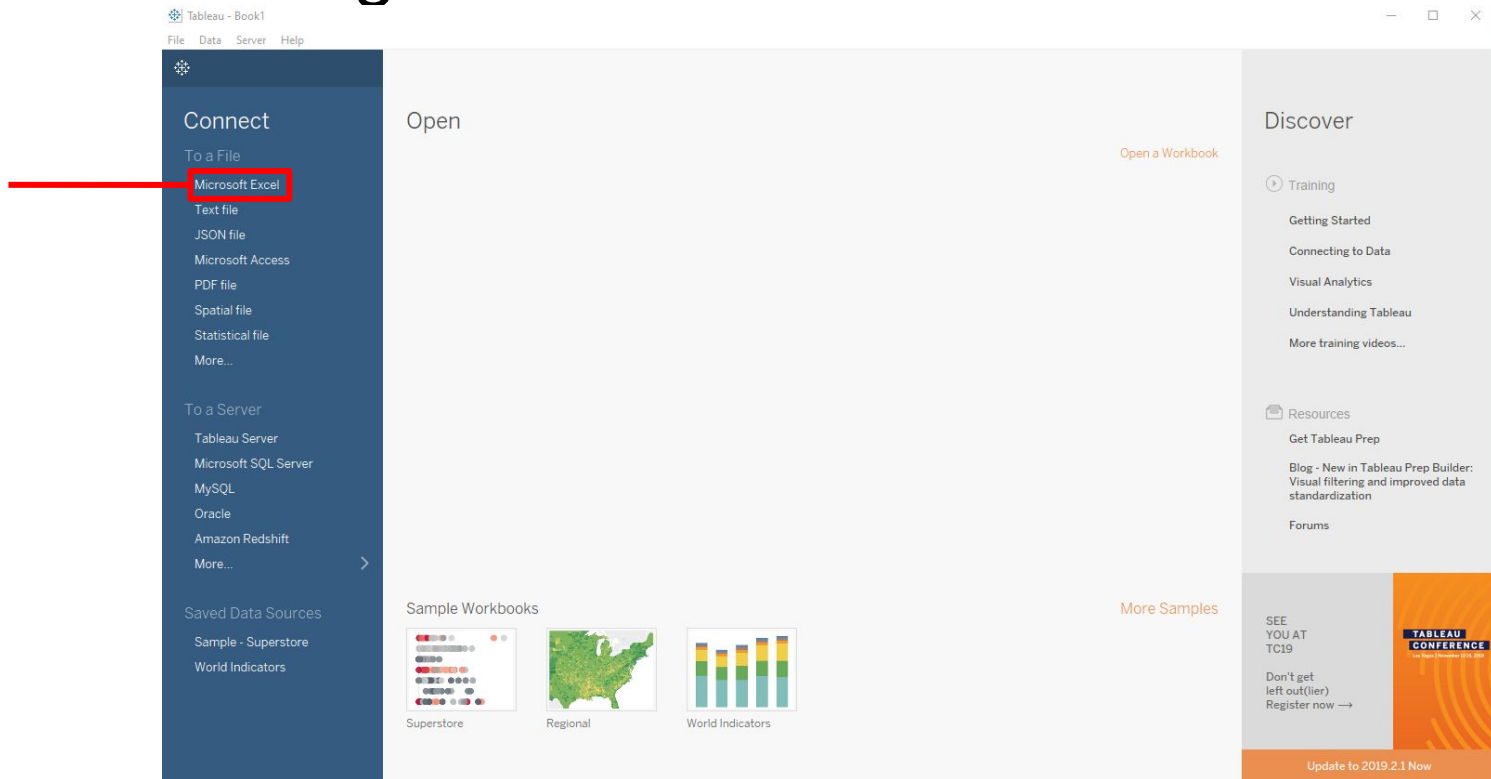 Tableau - Book1
File Data Server Help
Connect
To a File
Microsoft Excel
Text file
JSON file
Microsoft Access
PDF file
Spatial file
Statistical file
More...
To a Server
Tableau Server
Microsoft SQL Server
MySQL
Oracle
Amazon Redshift
More...
Saved Data Sources
Sample - Superstore
World Indicators
Open
Open a Workbook
Sample Workbooks
More Samples
Superstore
Regional
World Indicators
Discover
Training
Getting Started
Connecting to Data
Visual Analytics
Understanding Tableau
More training videos...
Resources
Get Tableau Prep
Blog - New in Tableau Prep Builder:
Visual filtering and improved data
standardization
Forums
SEE
YOU AT
TC19
Don't get
left out(lier)
Register now →
TABLEAU
CONFERENCE
Update to 2019.2.1 Now